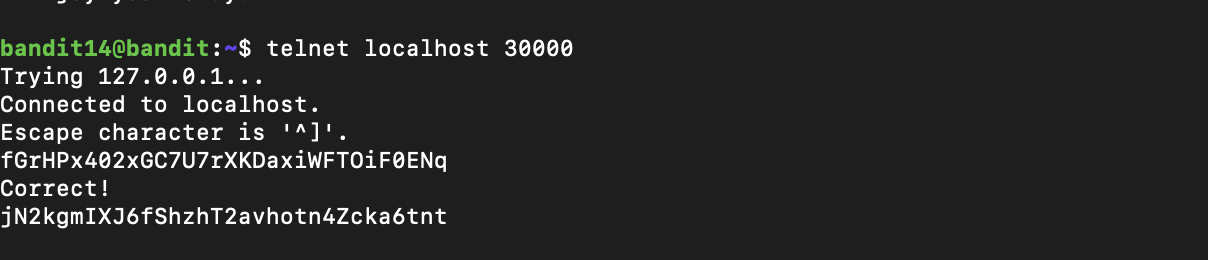 bandit14@bandit:~$ telnet localhost 30000
Trying 127.0.0.1...
Connected to localhost.
Escape character is '^]'.
fGrHPx402xGC7U7rXKDaxiWFTOiF0ENq
Correct!
jN2kgmIXJ6fShzhT2avhotn4Zcka6tnt